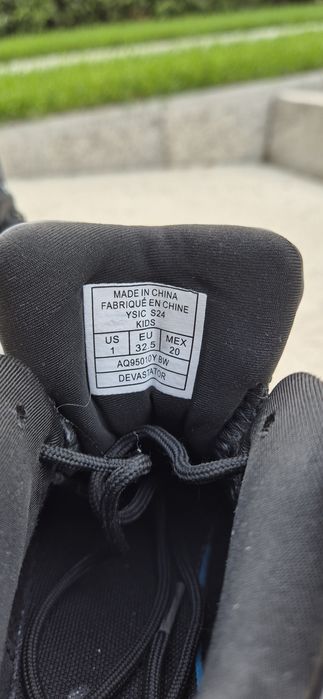 MADE IN CHINA
FABRIQUÉ EN CHINE
YSIC S24
KIDS
US EU MEX
1 32.5 20
AQ95010Y BW
DEVASTATOR